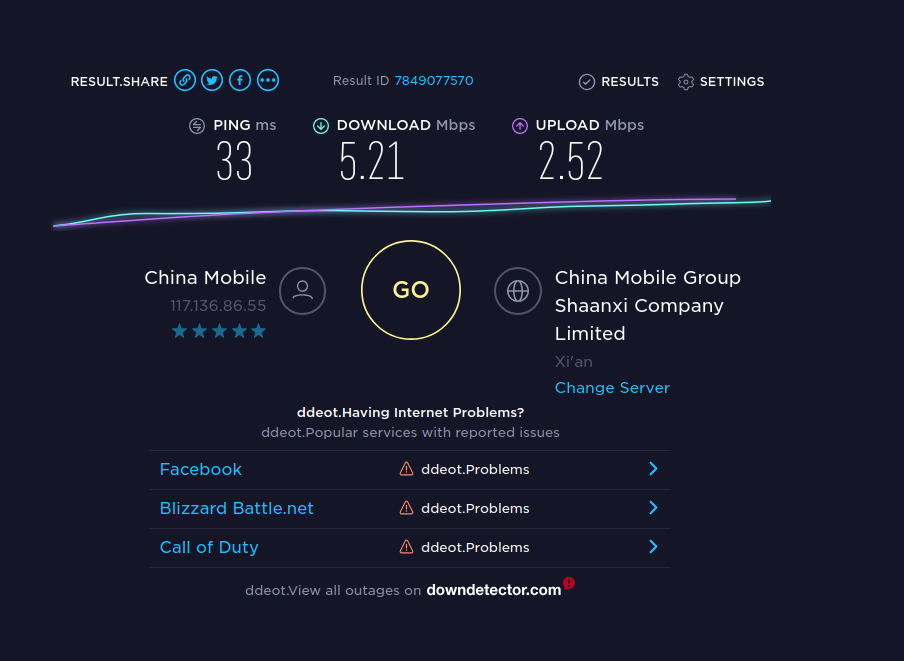 RESULT.SHARE Result ID 7849077570 RESULTS SETTINGS
PING ms DOWNLOAD Mbps UPLOAD Mbps
33 5.21 2.52
GO
China Mobile
117.136.86.55
China Mobile Group
Shaanxi Company
Limited
Xi'an
Change Server
ddeot.Having Internet Problems?
ddeot.Popular services with reported issues
Facebook ddeot.Problems
Blizzard Battle.net ddeot.Problems
Call of Duty ddeot.Problems
ddeot.View all outages on downdetector.com